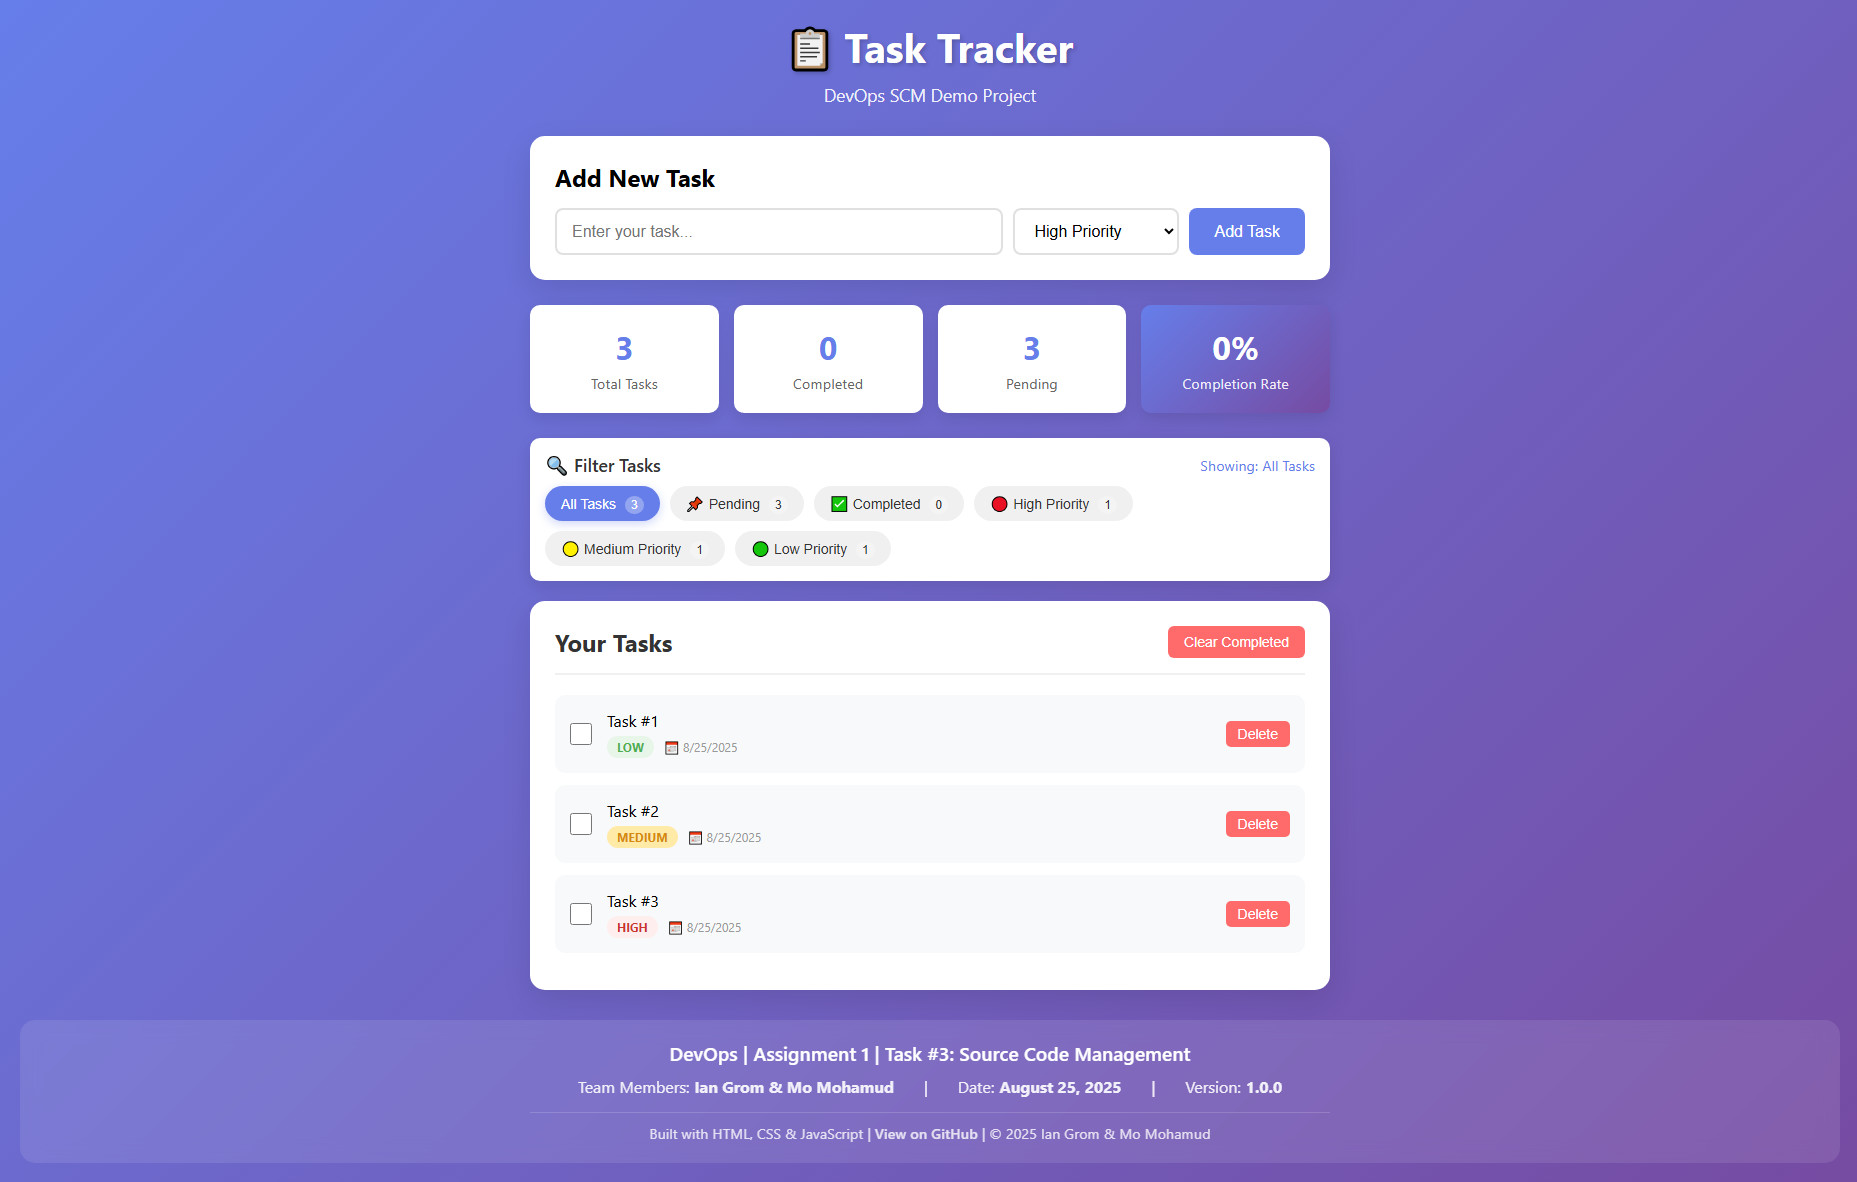 Task Tracker
DevOps SCM Demo Project
Add New Task
Enter your task... High Priority Add Task
3 0 3 0%
Total Tasks Completed Pending Completion Rate
Filter Tasks Showing: All Tasks
All Tasks 3 Pending 3 Completed 0 High Priority 1
Medium Priority 1 Low Priority 1
Your Tasks Clear Completed
Task #1
LOW 8/25/2025 Delete
Task #2
MEDIUM 8/25/2025 Delete
Task #3
HIGH 8/25/2025 Delete
DevOps | Assignment 1 | Task #3: Source Code Management
Team Members: Ian Grom & Mo Mohamud | Date: August 25, 2025 | Version: 1.0.0
Built with HTML, CSS & JavaScript | View on GitHub | © 2025 Ian Grom & Mo Mohamud